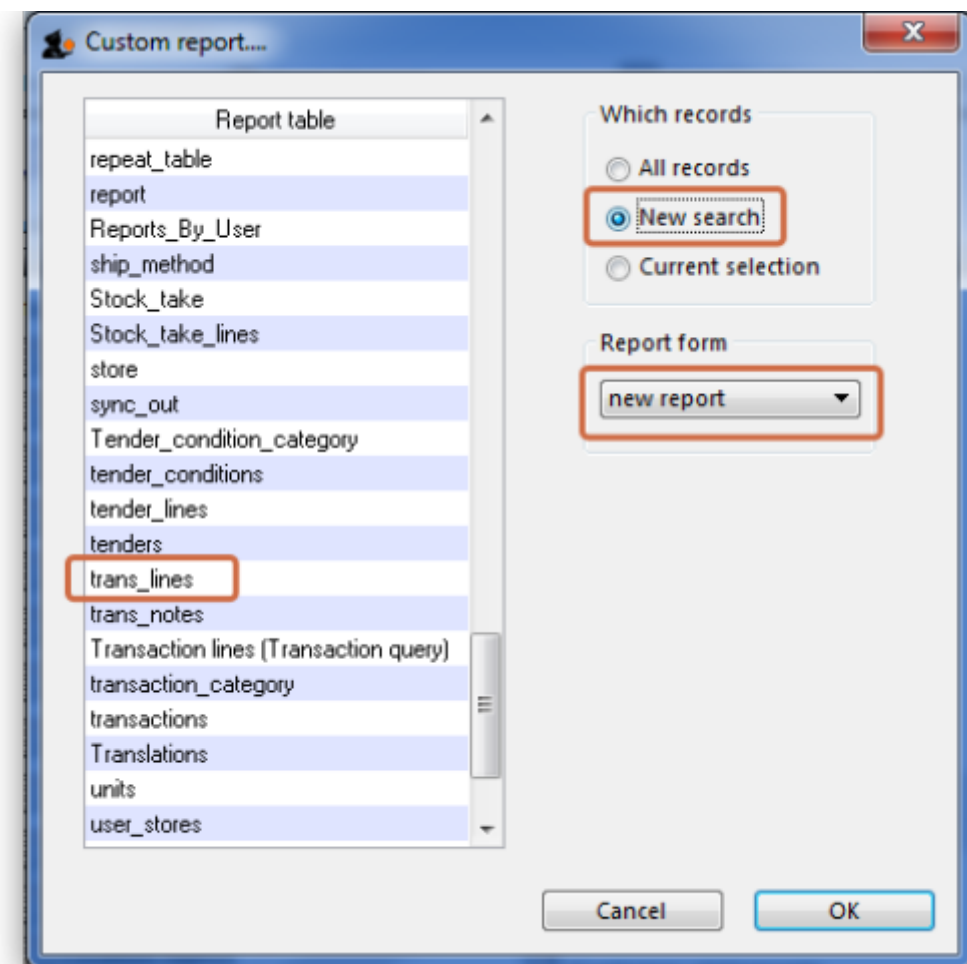 Custom report....
Report table
repeat_table
report
Reports_By_User
ship_method
Stock_take
Stock_take_lines
store
sync_out
Tender_condition_category
tender_conditions
tender_lines
tenders
trans_lines
trans_notes
Transaction lines (Transaction query)
transaction_category
transactions
Translations
units
user_stores
Which records
All records
New search
Current selection
Report form
new report
Cancel
OK